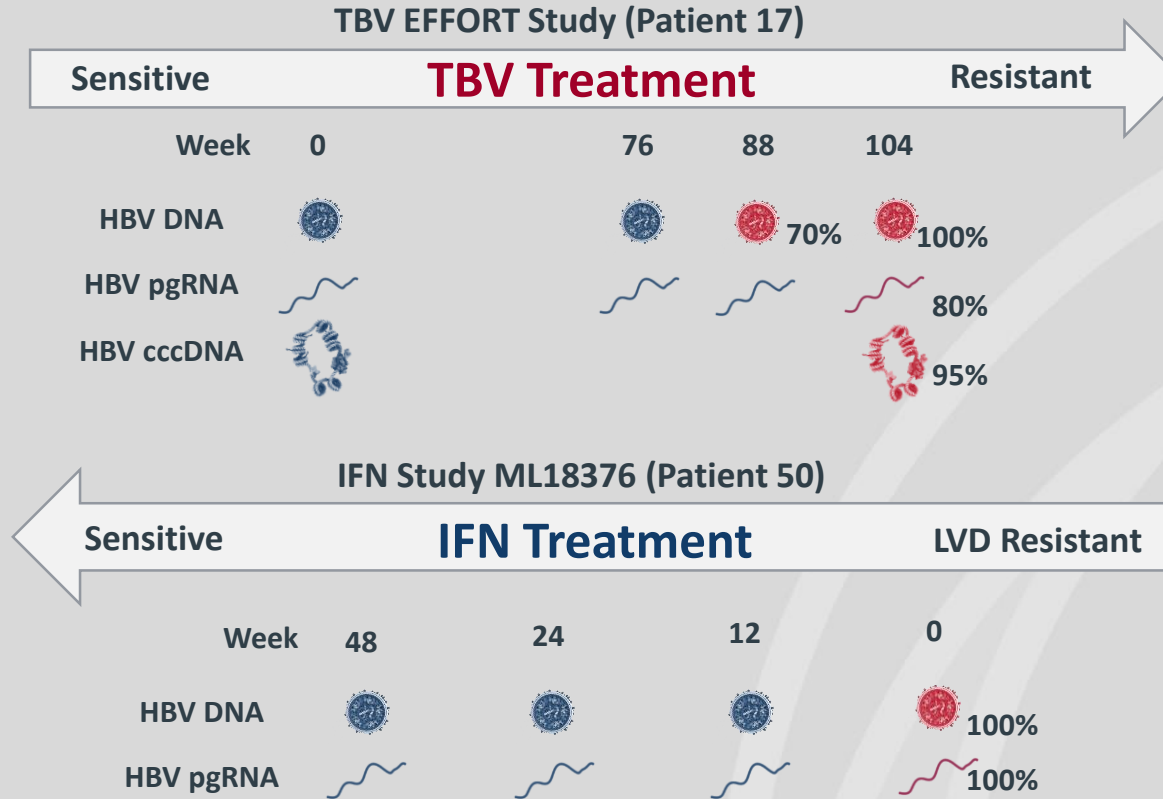 TBV EFFORT Study (Patient 17)
Sensitive TBV Treatment Resistant
Week 0 76 88 104
HBV DNA 70% 100%
HBV pgRNA 80%
HBV cccDNA 95%
IFN Study ML18376 (Patient 50)
Sensitive IFN Treatment LVD Resistant
Week 48 24 12 0
HBV DNA 100%
HBV pgRNA 100%